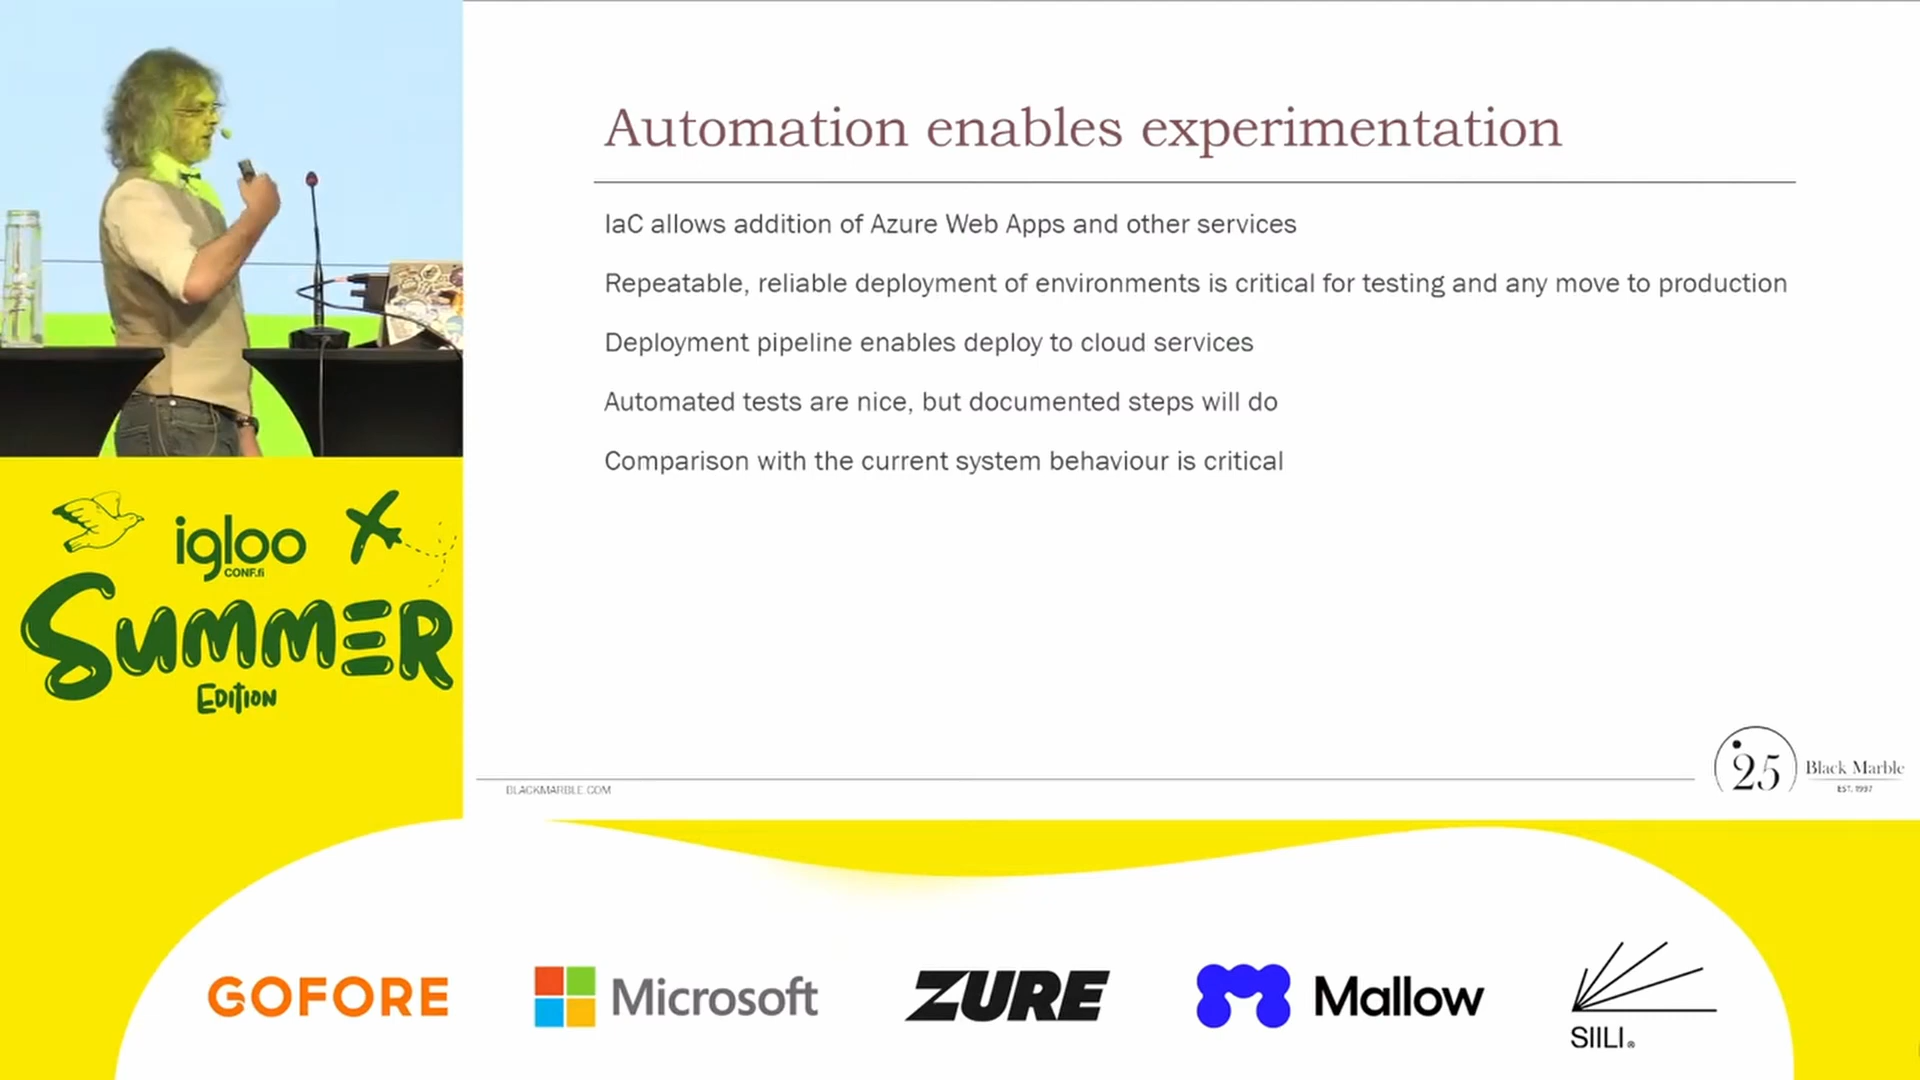 Automation enables experimentation
IaC allows addition of Azure Web Apps and other services
Repeatable, reliable deployment of environments is critical for testing and any move to production
Deployment pipeline enables deploy to cloud services
Automated tests are nice, but documented steps will do
Comparison with the current system behaviour is critical
igloo
CONF.fi
SUMMER
EDITION
BLACKMARBLE.COM
25
Black Marble
EST. 1997
GOFORE
Microsoft
ZURE
Mallow
SIILI®